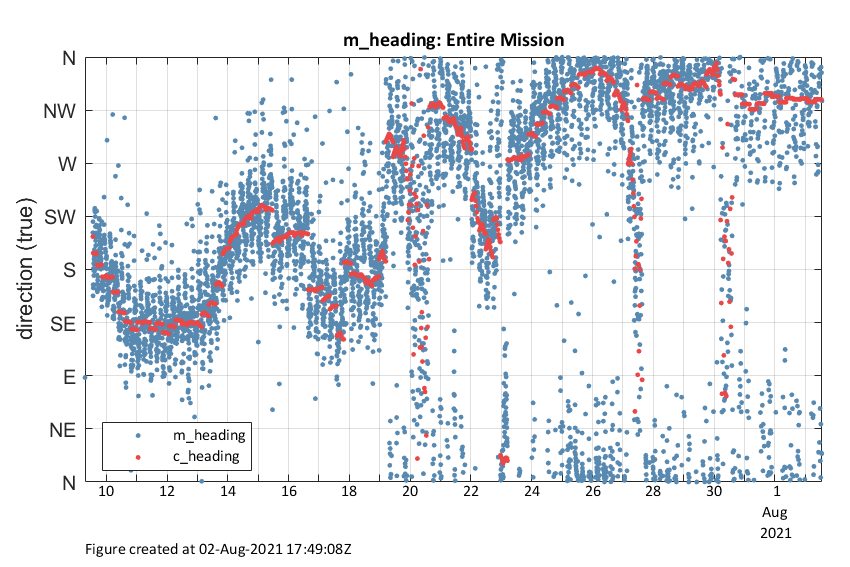 m_heading: Entire Mission
direction (true)
N
NW
W
SW
S
SE
E
NE
N
m_heading
c_heading
10 12 14 16 18 20 22 24 26 28 30 1
Aug
2021
Figure created at 02-Aug-2021 17:49:08Z